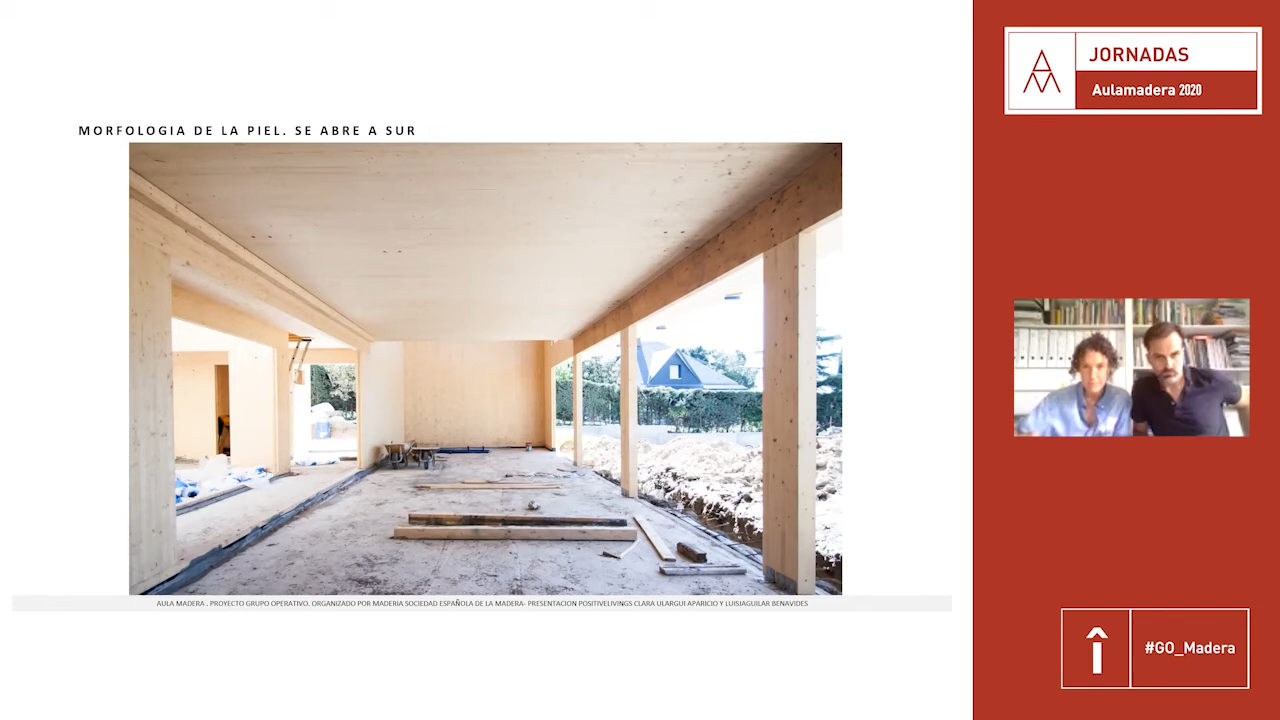 MORFOLOGIA DE LA PIEL. SE ABRE A SUR
AULA MADERA . PROYECTO GRUPO OPERATIVO. ORGANIZADO POR MADERIA SOCIEDAD ESPAÑOLA DE LA MADERA- PRESENTACION POSITIVELIVINGS CLARA ULARGUI APARICIO Y LUISJAGUILAR BENAVIDES
JORNADAS
Aulamadera 2020
#GO_Madera